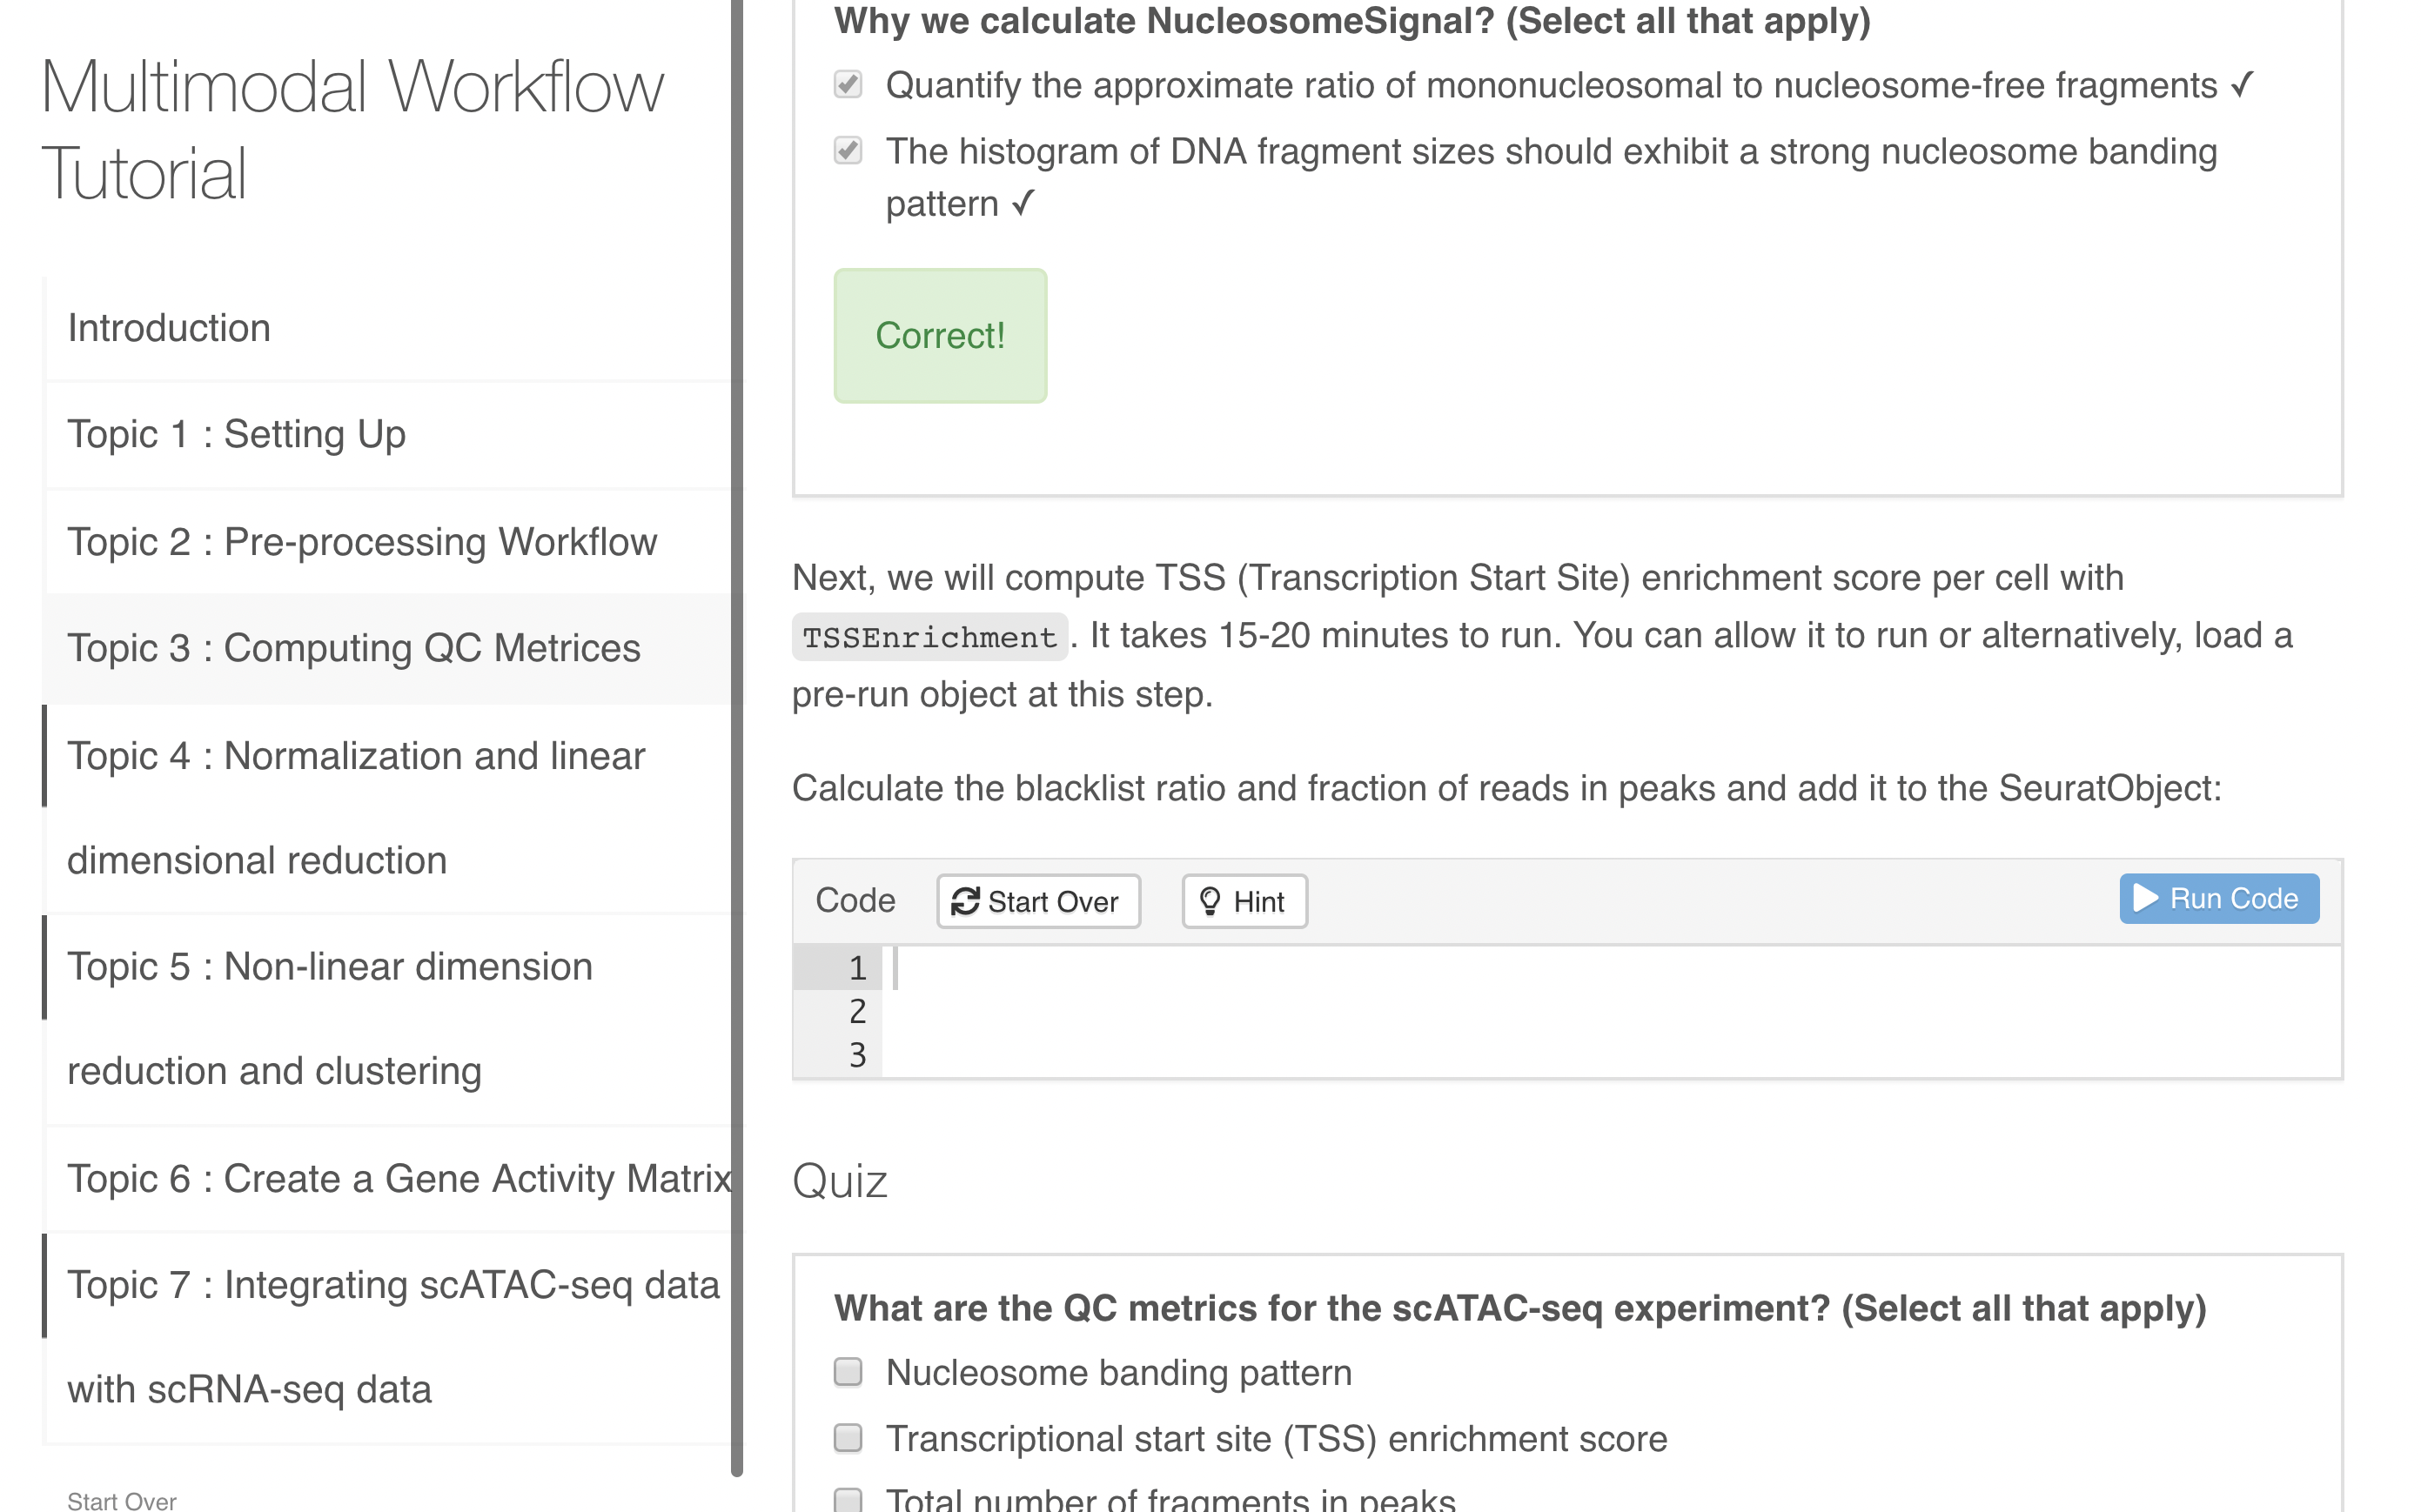 Multimodal Workflow
Tutorial
Introduction
Topic 1 : Setting Up
Topic 2 : Pre-processing Workflow
Topic 3 : Computing QC Metrices
Topic 4 : Normalization and linear
dimensional reduction
Topic 5 : Non-linear dimension
reduction and clustering
Topic 6 : Create a Gene Activity Matrix
Topic 7 : Integrating scATAC-seq data
with scRNA-seq data
Start Over
Why we calculate NucleosomeSignal? (Select all that apply)
Quantify the approximate ratio of mononucleosomal to nucleosome-free fragments ✓
The histogram of DNA fragment sizes should exhibit a strong nucleosome banding
pattern ✓
Correct!
Next, we will compute TSS (Transcription Start Site) enrichment score per cell with
TSSEnrichment. It takes 15-20 minutes to run. You can allow it to run or alternatively, load a
pre-run object at this step.
Calculate the blacklist ratio and fraction of reads in peaks and add it to the SeuratObject:
Code Start Over Hint Run Code
1
2
3
Quiz
What are the QC metrics for the scATAC-seq experiment? (Select all that apply)
Nucleosome banding pattern
Transcriptional start site (TSS) enrichment score
Total number of fragments in peaks